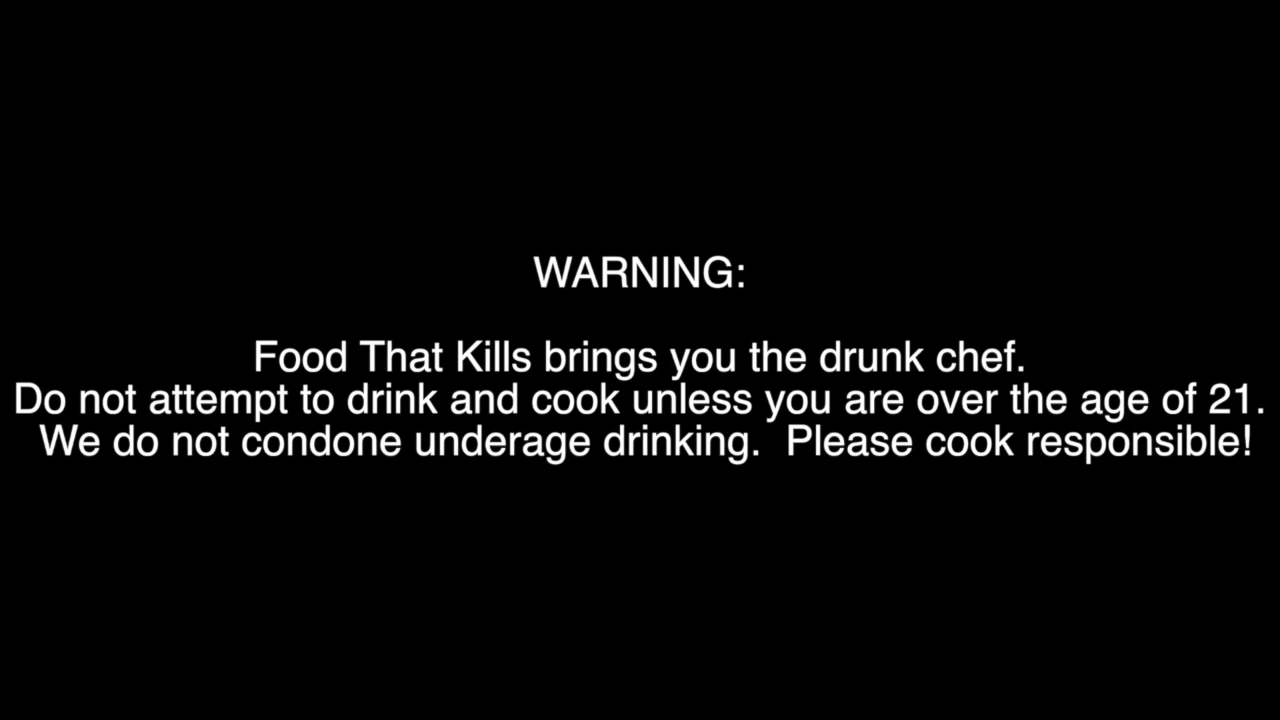 WARNING:
Food That Kills brings you the drunk chef.
Do not attempt to drink and cook unless you are over the age of 21.
We do not condone underage drinking.  Please cook responsible!